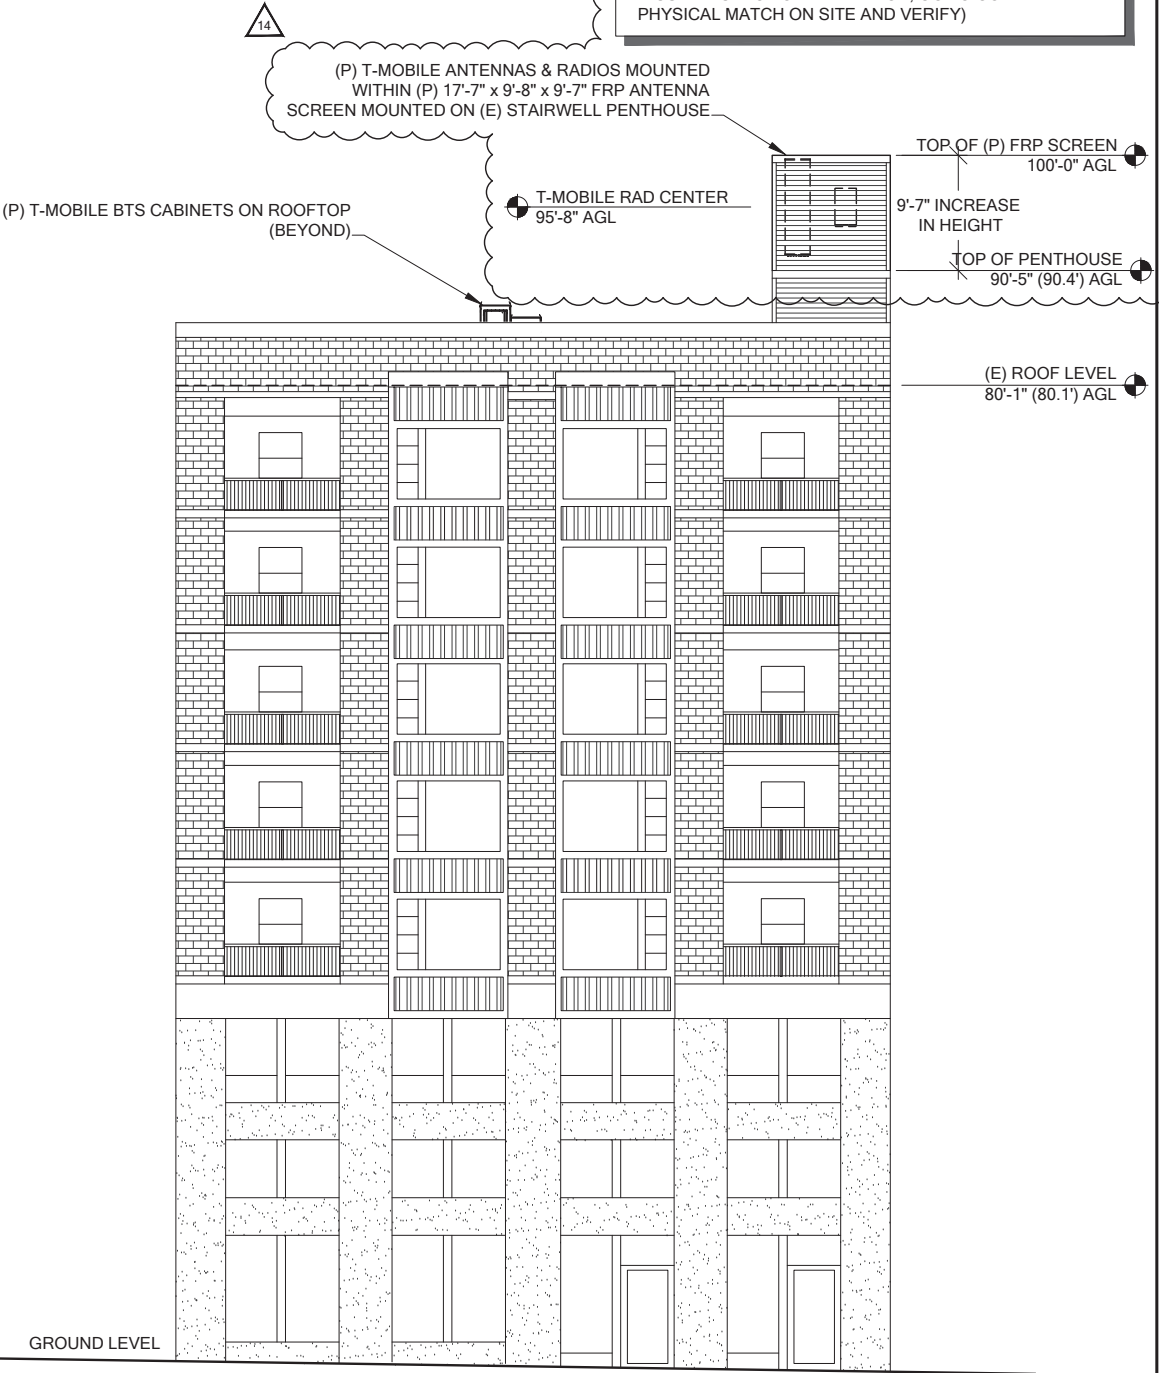 PHYSICAL MATCH ON SITE AND VERIFY)
14
(P) T-MOBILE ANTENNAS & RADIOS MOUNTED
WITHIN (P) 17'-7" x 9'-8" x 9'-7" FRP ANTENNA
SCREEN MOUNTED ON (E) STAIRWELL PENTHOUSE
TOP OF (P) FRP SCREEN
100'-0" AGL
T-MOBILE RAD CENTER
95'-8" AGL
(P) T-MOBILE BTS CABINETS ON ROOFTOP
(BEYOND)
9'-7" INCREASE
IN HEIGHT
TOP OF PENTHOUSE
90'-5" (90.4') AGL
(E) ROOF LEVEL
80'-1" (80.1') AGL
GROUND LEVEL